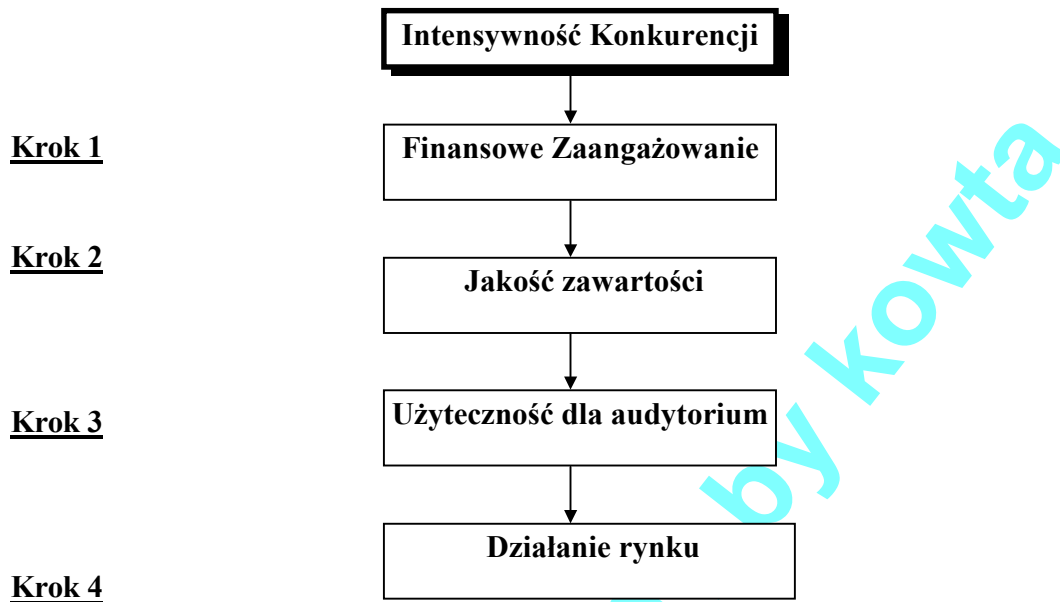 Intensywność Konkurencji
Krok 1
Finansowe Zaangażowanie
Krok 2
Jakość zawartości
Krok 3
Użyteczność dla audytorium
Działanie rynku
Krok 4
by kowta